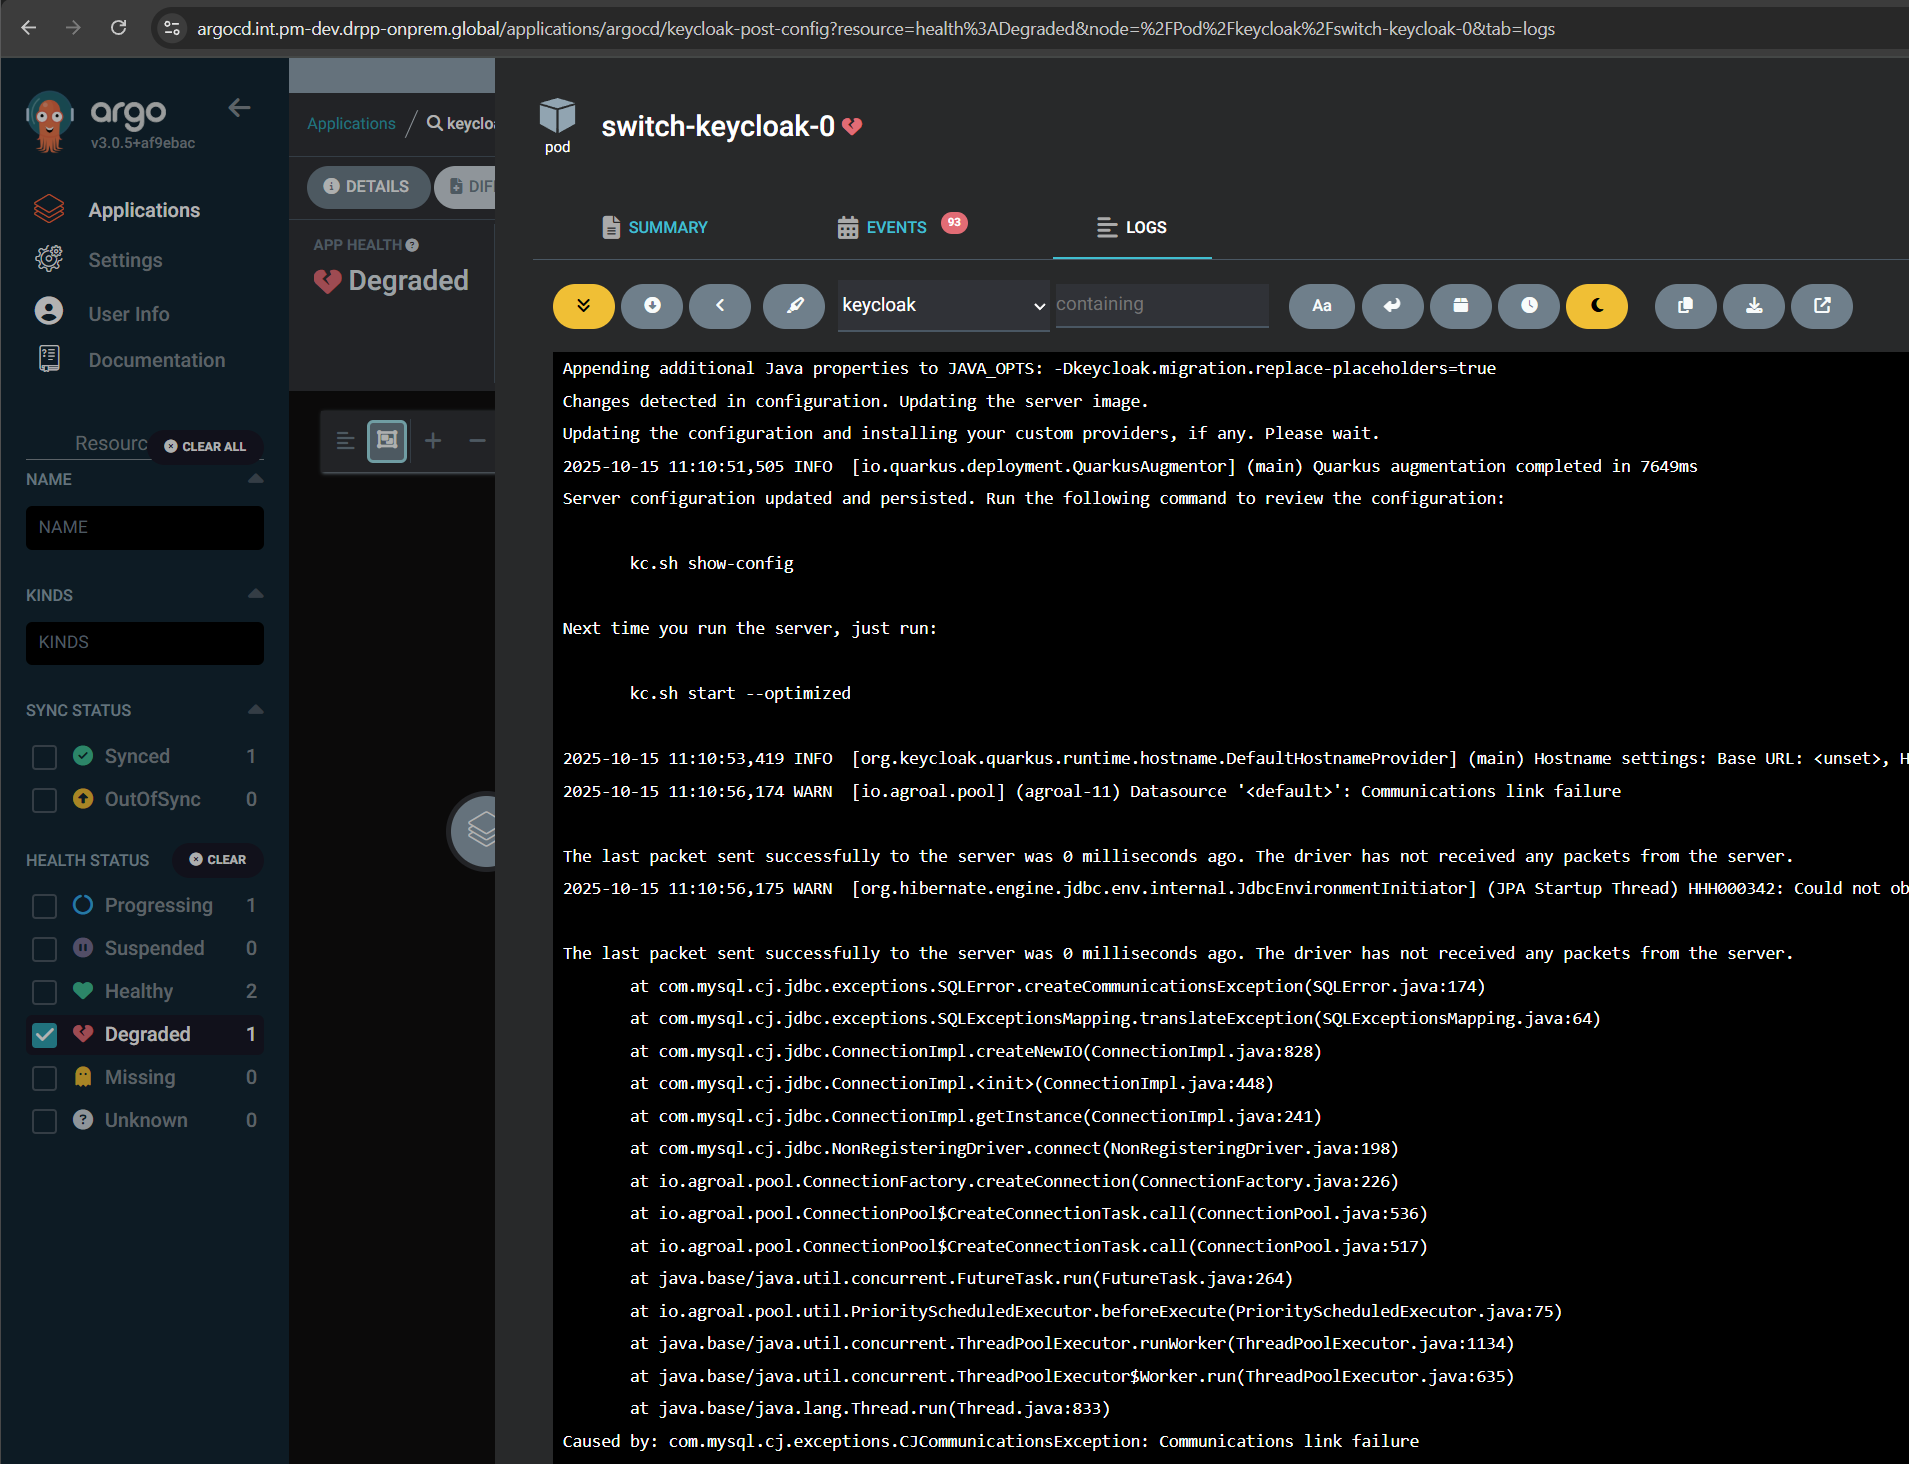 argocd.int.pm-dev.drpp-onprem.global/applications/argocd/keycloak-post-config?resource=health%3ADegraded&node=%2FPod%2Fkeycloak%2Fswitch-keycloak-0&tab=logs
argo
v3.0.5+af9ebac
Applications
Settings
User Info
Documentation
Resourc
CLEAR ALL
NAME
NAME
KINDS
KINDS
SYNC STATUS
Synced 1
OutOfSync 0
HEALTH STATUS CLEAR
Progressing 1
Suspended 0
Healthy 2
Degraded 1
Missing 0
Unknown 0
Applications / keyclo
DETAILS DIF
APP HEALTH
Degraded
pod
switch-keycloak-0
SUMMARY
EVENTS 93
LOGS
keycloak containing Aa
Appending additional Java properties to JAVA_OPTS: -Dkeycloak.migration.replace-placeholders=true
Changes detected in configuration. Updating the server image.
Updating the configuration and installing your custom providers, if any. Please wait.
2025-10-15 11:10:51,505 INFO  [io.quarkus.deployment.QuarkusAugmentor] (main) Quarkus augmentation completed in 7649ms
Server configuration updated and persisted. Run the following command to review the configuration:
kc.sh show-config
Next time you run the server, just run:
kc.sh start --optimized
2025-10-15 11:10:53,419 INFO  [org.keycloak.quarkus.runtime.hostname.DefaultHostnameProvider] (main) Hostname settings: Base URL: <unset>, H
2025-10-15 11:10:56,174 WARN  [io.agroal.pool] (agroal-11) Datasource '<default>': Communications link failure
The last packet sent successfully to the server was 0 milliseconds ago. The driver has not received any packets from the server.
2025-10-15 11:10:56,175 WARN  [org.hibernate.engine.jdbc.env.internal.JdbcEnvironmentInitiator] (JPA Startup Thread) HHH000342: Could not ob
The last packet sent successfully to the server was 0 milliseconds ago. The driver has not received any packets from the server.
at com.mysql.cj.jdbc.exceptions.SQLError.createCommunicationsException(SQLError.java:174)
at com.mysql.cj.jdbc.exceptions.SQLExceptionsMapping.translateException(SQLExceptionsMapping.java:64)
at com.mysql.cj.jdbc.ConnectionImpl.createNewIO(ConnectionImpl.java:828)
at com.mysql.cj.jdbc.ConnectionImpl.<init>(ConnectionImpl.java:448)
at com.mysql.cj.jdbc.ConnectionImpl.getInstance(ConnectionImpl.java:241)
at com.mysql.cj.jdbc.NonRegisteringDriver.connect(NonRegisteringDriver.java:198)
at io.agroal.pool.ConnectionFactory.createConnection(ConnectionFactory.java:226)
at io.agroal.pool.ConnectionPool$CreateConnectionTask.call(ConnectionPool.java:536)
at io.agroal.pool.ConnectionPool$CreateConnectionTask.call(ConnectionPool.java:517)
at java.base/java.util.concurrent.FutureTask.run(FutureTask.java:264)
at io.agroal.pool.util.PriorityScheduledExecutor.beforeExecute(PriorityScheduledExecutor.java:75)
at java.base/java.util.concurrent.ThreadPoolExecutor.runWorker(ThreadPoolExecutor.java:1134)
at java.base/java.util.concurrent.ThreadPoolExecutor$Worker.run(ThreadPoolExecutor.java:635)
at java.base/java.lang.Thread.run(Thread.java:833)
Caused by: com.mysql.cj.exceptions.CJCommunicationsException: Communications link failure